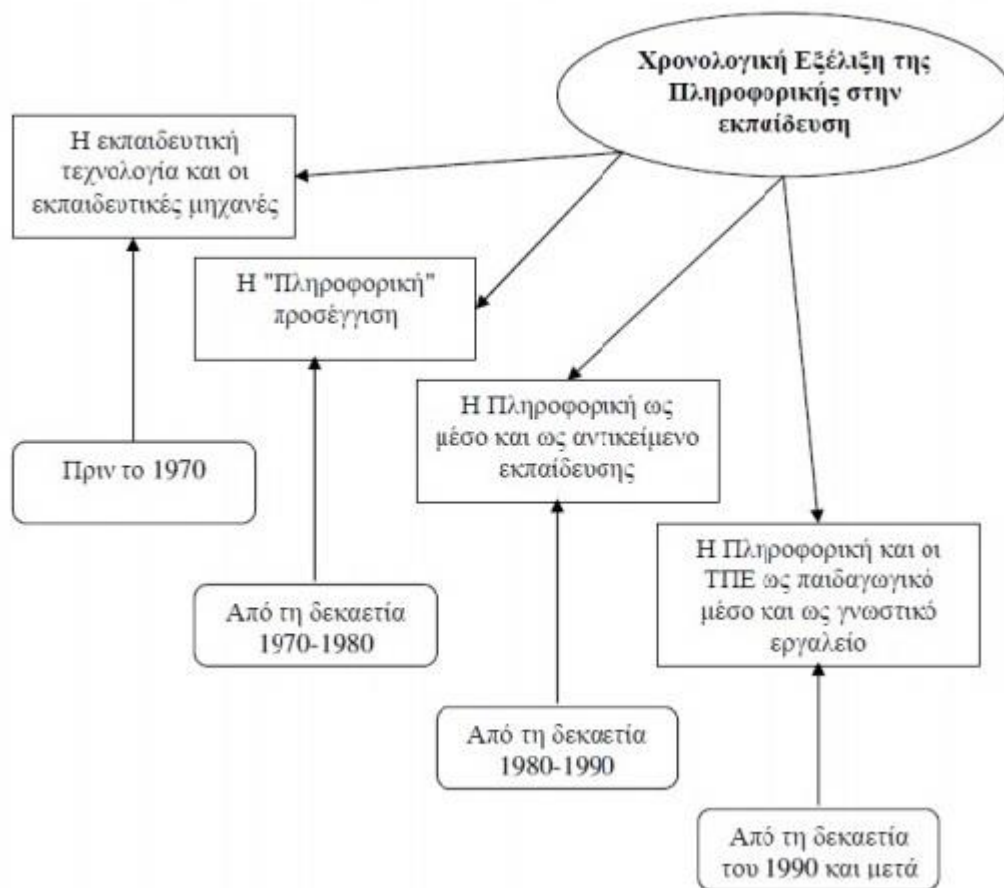 Χρονολογική Εξέλιξη της
Πληροφορικής στην
εκπαίδευση
Η εκπαιδευτική
τεχνολογία και οι
εκπαιδευτικές μηχανές
Η "Πληροφορική"
προσέγγιση
Η Πληροφορική ως
μέσο και ως αντικείμενο
εκπαίδευσης
Πριν το 1970
Η Πληροφορική και οι
ΤΠΕ ως παιδαγωγικό
μέσο και ως γνωστικό
εργαλείο
Από τη δεκαετία
1970-1980
Από τη δεκαετία
1980-1990
Από τη δεκαετία
του 1990 και μετά